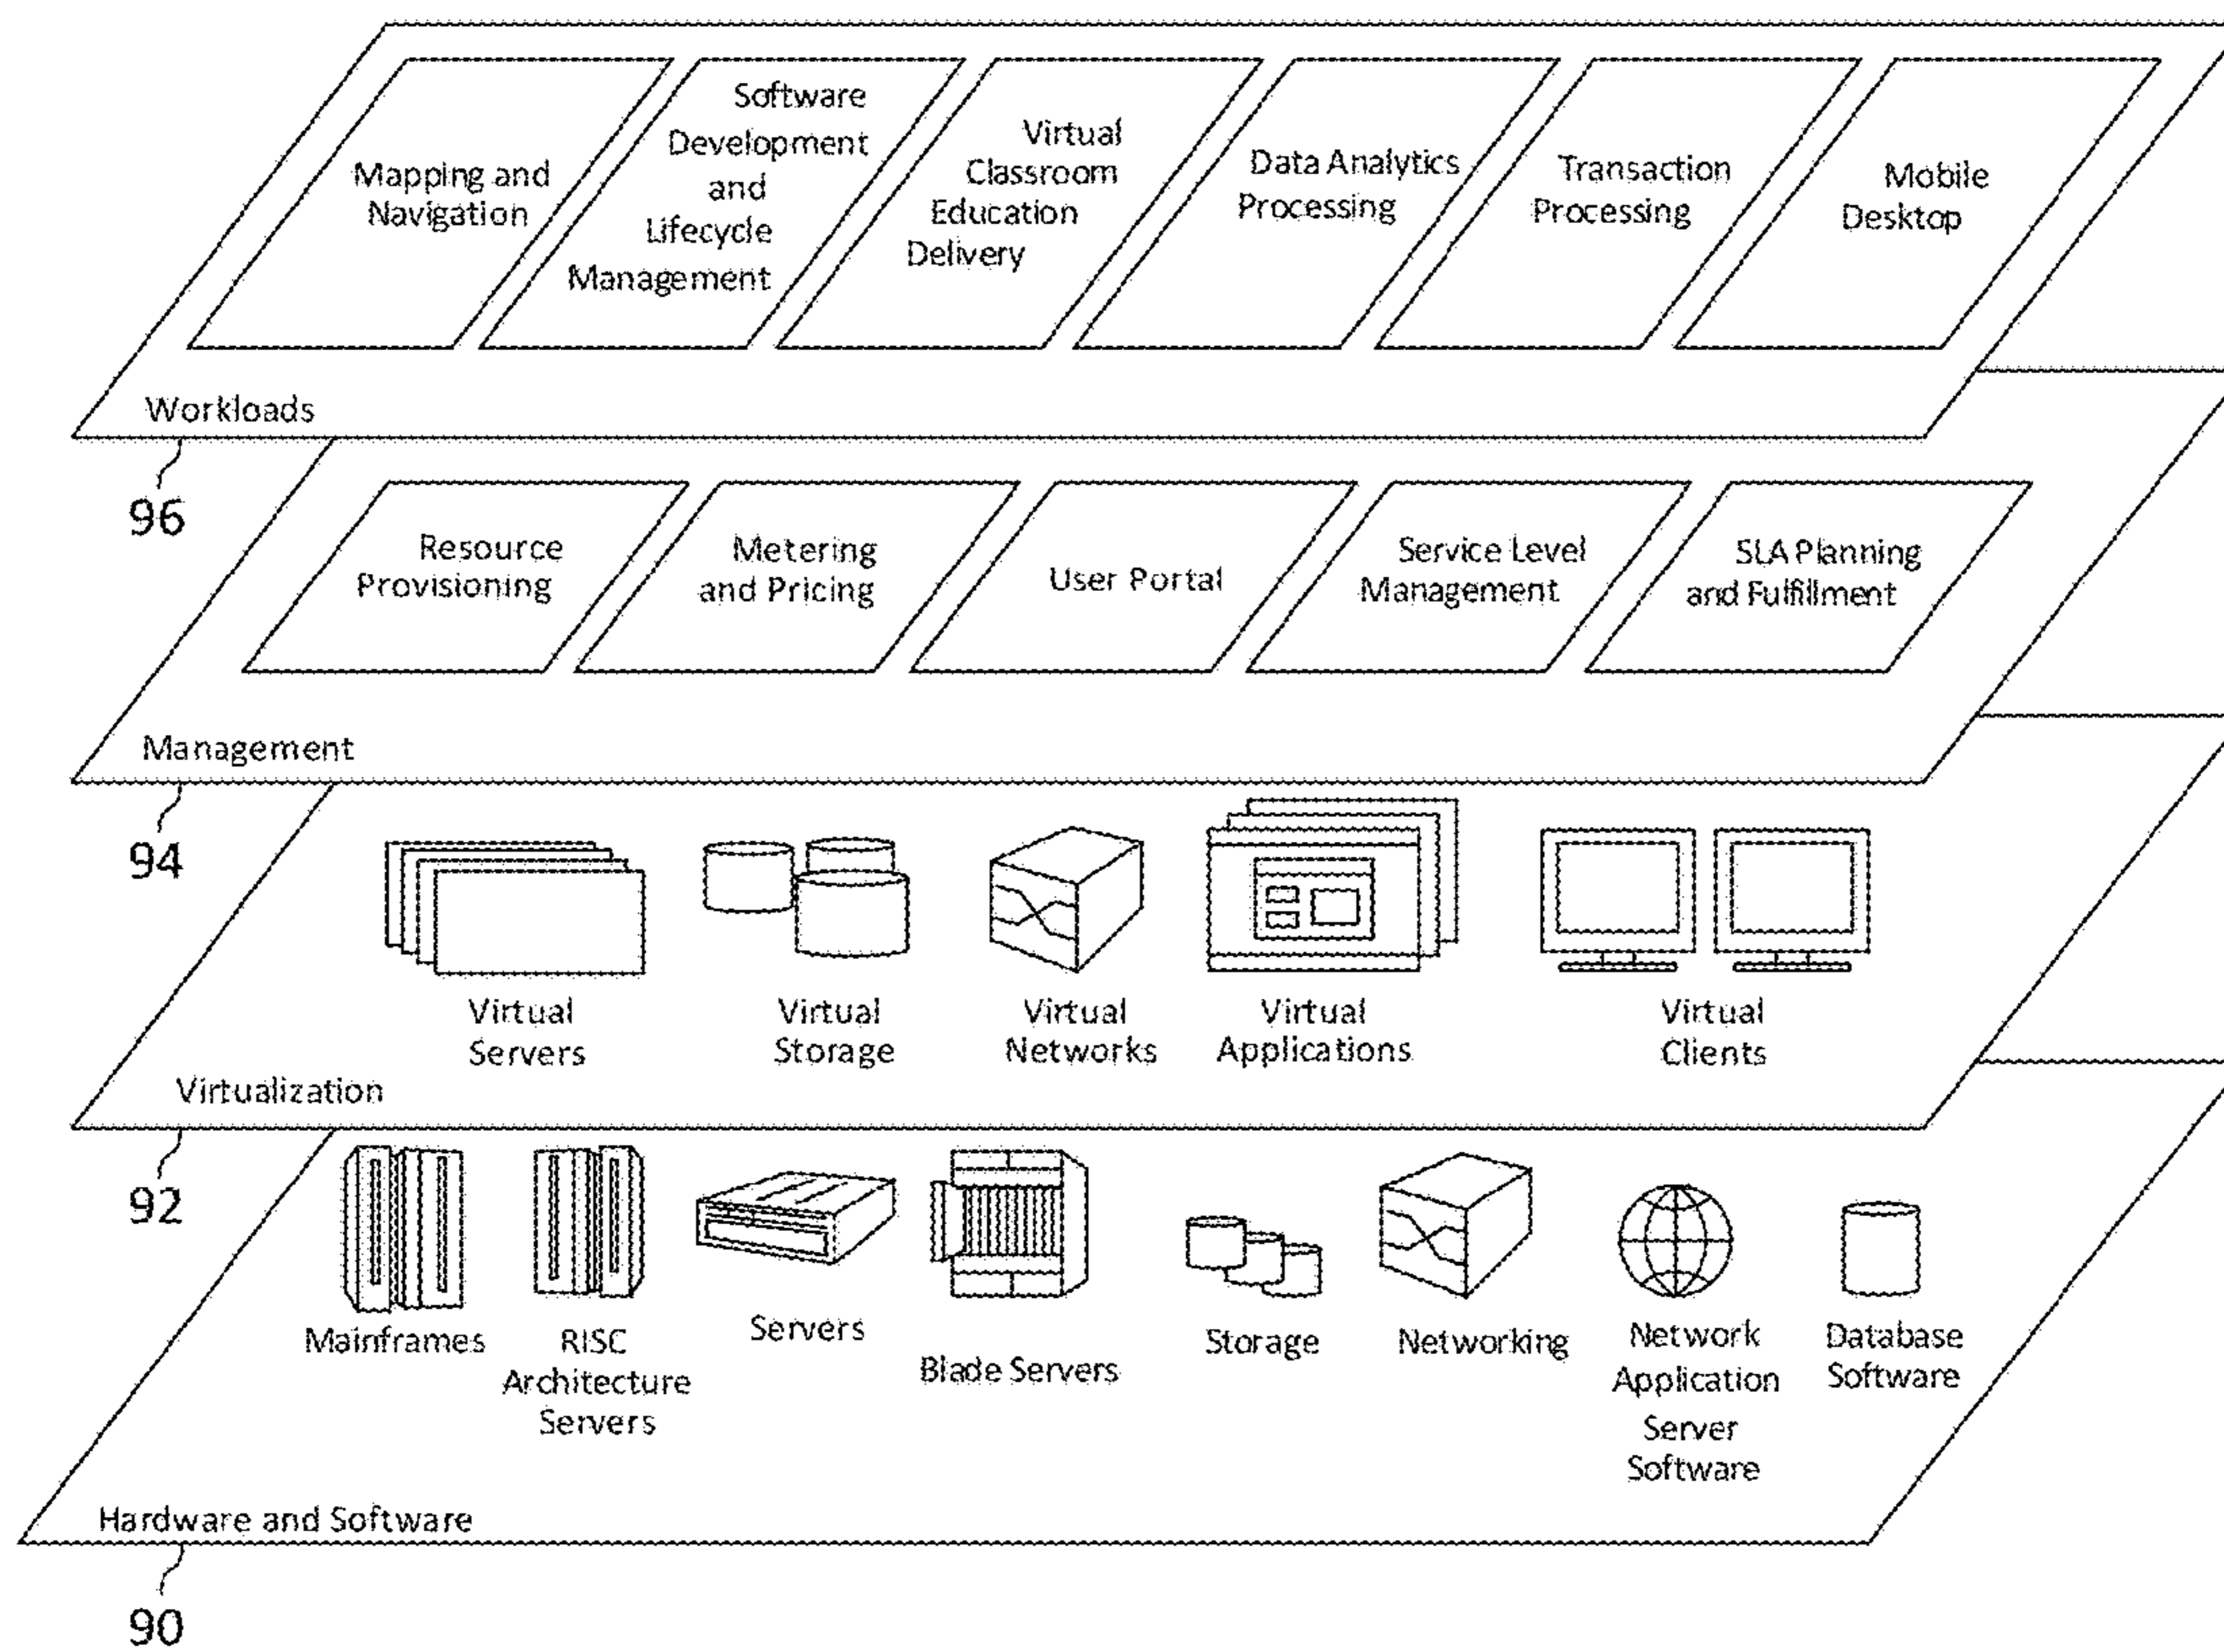 Mapping and
Navigation
Software
Development
and
Lifecycle
Management
Virtual
Classroom
Education
Delivery
Data Analytics
Processing
Transaction
Processing
Mobile
Desktop
Workloads
96
Resource
Provisioning
Metering
and Pricing
User Portal
Service Level
Management
SLA Planning
and Fulfillment
Management
94
Virtual
Servers
Virtual
Storage
Virtual
Networks
Virtual
Applications
Virtual
Clients
Virtualization
92
Mainframes
RISC
Architecture
Servers
Servers
Blade Servers
Storage
Networking
Network
Application
Server
Software
Database
Software
Hardware and Software
90